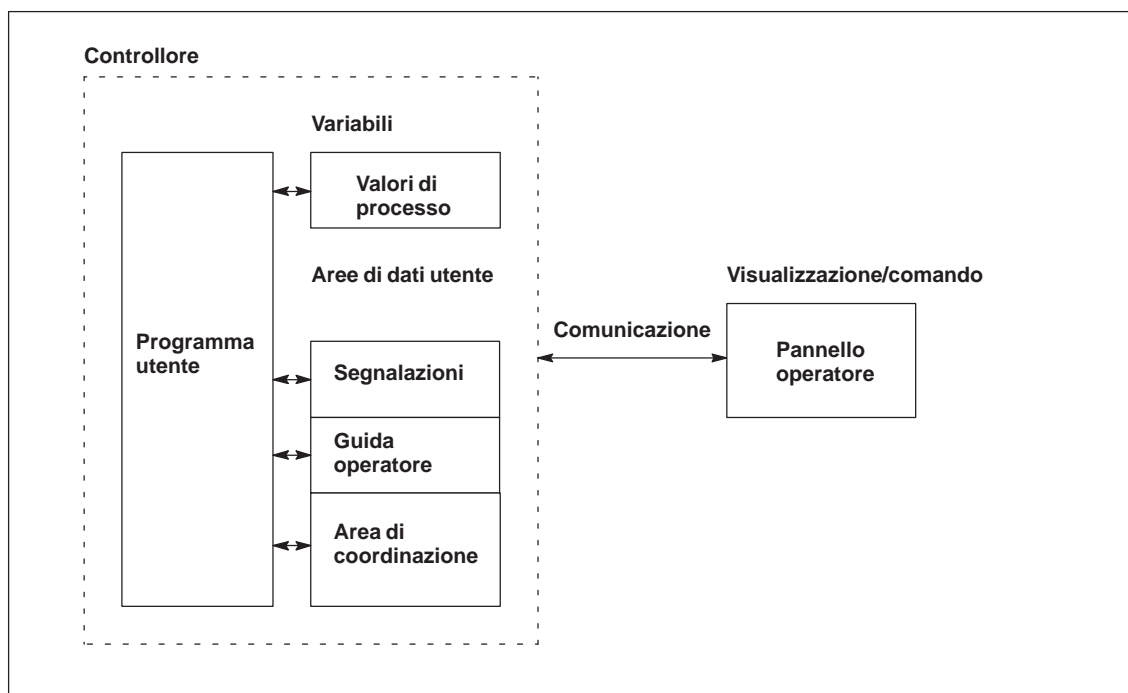 Controllore
Variabili
Valori di
processo
Aree di dati utente
Visualizzazione/comando
Programma
utente
Comunicazione
Pannello
operatore
Segnalazioni
Guida
operatore
Area di
coordinazione